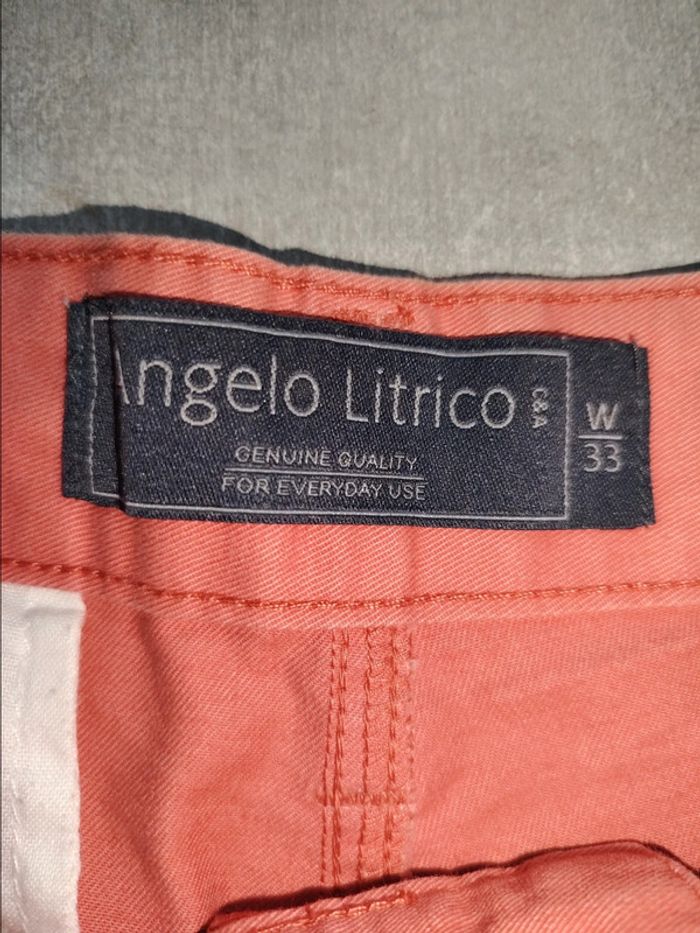 Angelo Litrico C&A
GENUINE QUALITY
FOR EVERYDAY USE
W
33